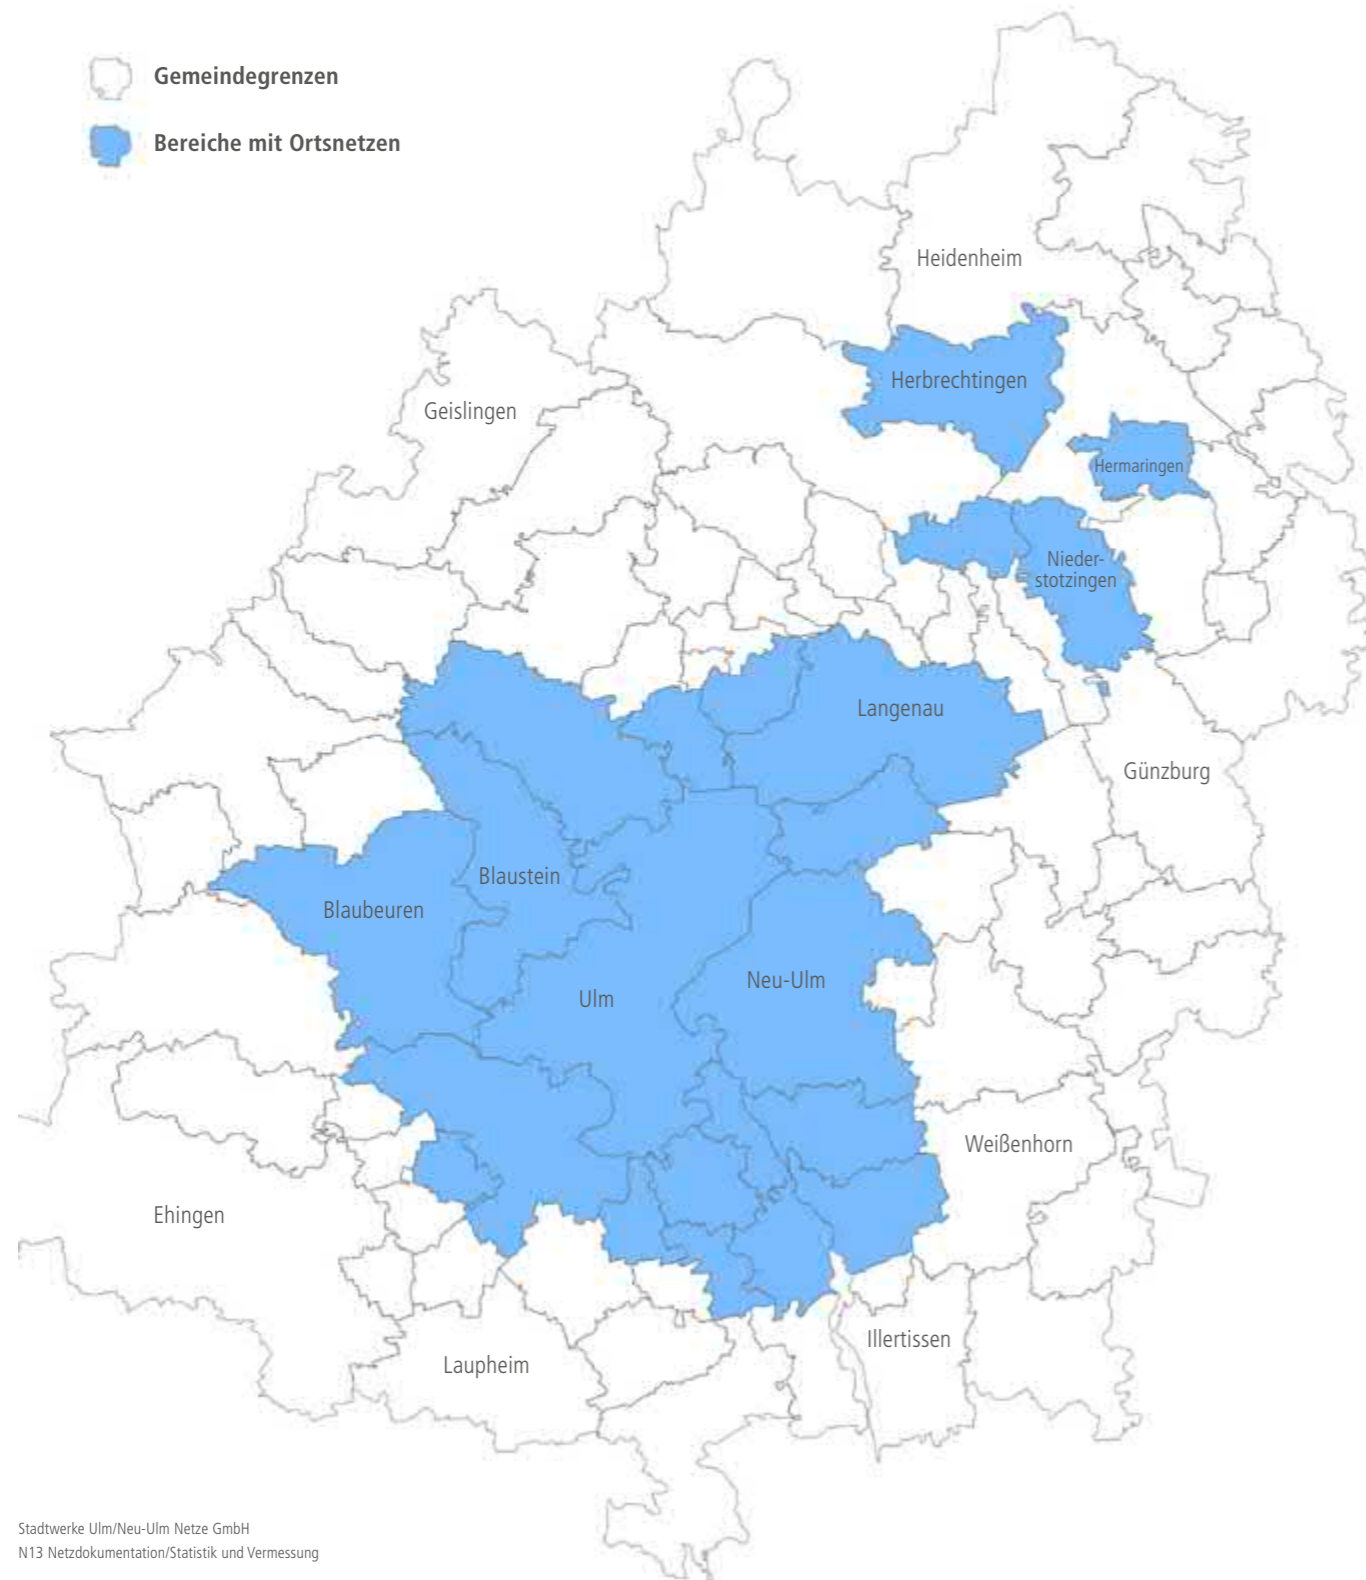 Gemeindegrenzen
Bereiche mit Ortsnetzen
Heidenheim
Herbrechtingen
Geislingen
Hermaringen
Nieder-
stotzingen
Langenau
Günzburg
Blaustein
Blaubeuren
Neu-Ulm
Ulm
Weißenhorn
Ehingen
Illertissen
Laupheim
Stadtwerke Ulm/Neu-Ulm Netze GmbH
N13 Netzdokumentation/Statistik und Vermessung